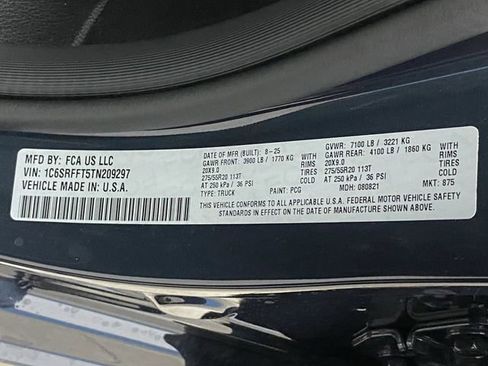 MFD BY: FCA US LLC
VIN: 1C6SRFFT5TN209297
VEHICLE MADE IN U.S.A.
DATE OF MFR (BUILT): 8-25
GAWR FRONT: 3900 LB / 1770 KG WITH
20X9.0 RIMS
275/55R20 113T TIRES
AT 250 kPa / 36 PSI COLD
TYPE: TRUCK PAINT: PCG
GVWR: 7100 LB / 3221 KG
GAWR REAR: 4100 LB / 1860 KG WITH
20X9.0 RIMS
275/55R20 113T TIRES
AT 250 kPa / 36 PSI COLD
MDH: 080821 MKT: 875
THIS VEHICLE CONFORMS TO ALL APPLICABLE U.S.A. FEDERAL MOTOR VEHICLE
SAFETY STANDARDS IN EFFECT ON THE DATE OF MANUFACTURE SHOWN ABOVE.